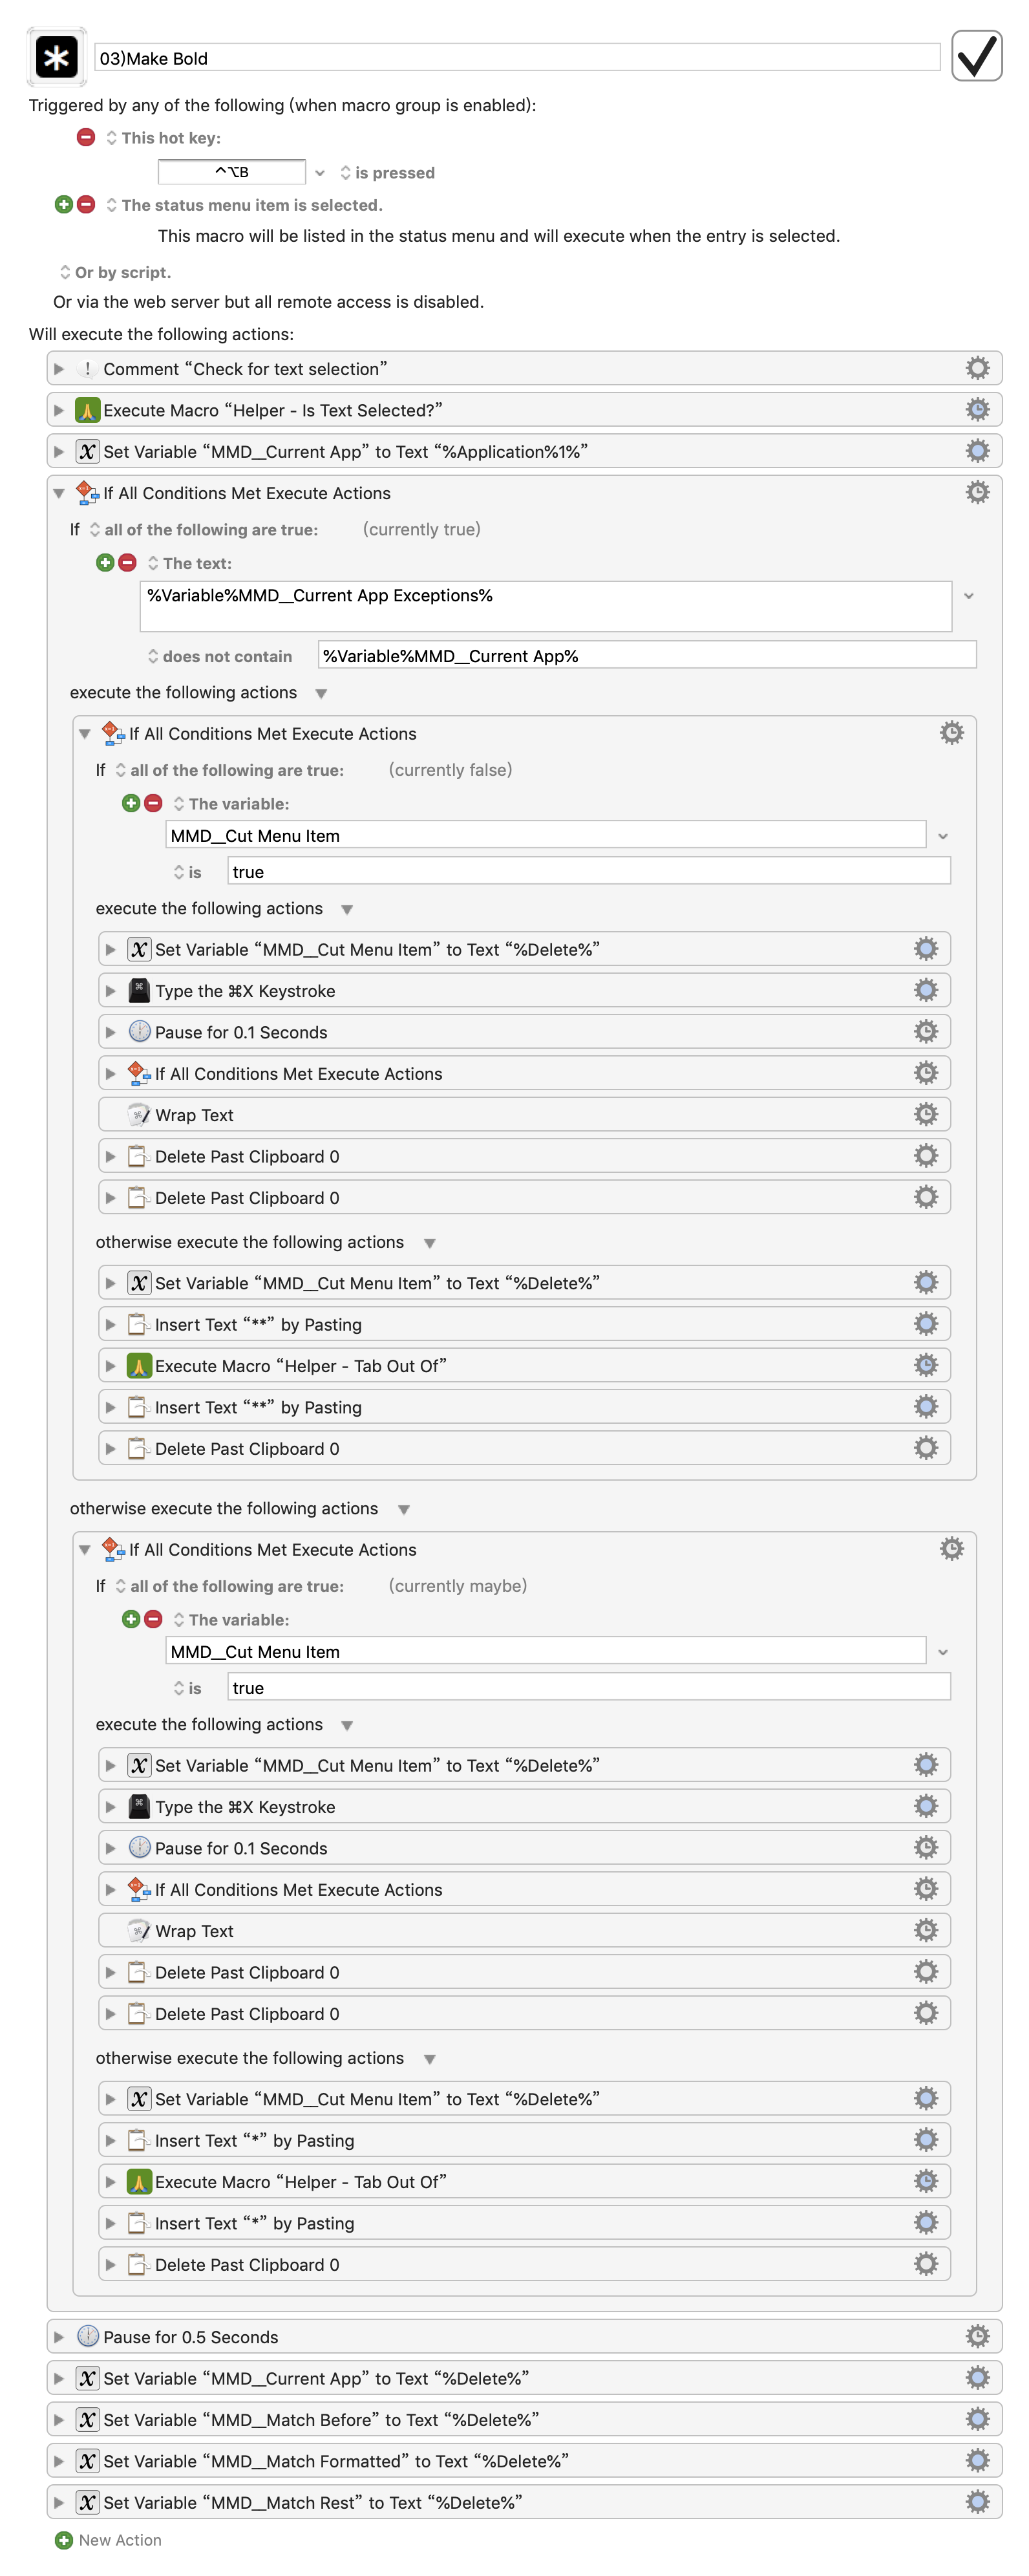 03)Make Bold
Triggered by any of the following (when macro group is enabled):
This hot key:
^⌥B is pressed
The status menu item is selected.
This macro will be listed in the status menu and will execute when the entry is selected.
Or by script.
Or via the web server but all remote access is disabled.
Will execute the following actions:
Comment “Check for text selection”
Execute Macro “Helper - Is Text Selected?”
Set Variable “MMD__Current App” to Text “%Application%1%”
If All Conditions Met Execute Actions
If all of the following are true: (currently true)
The text:
%Variable%MMD__Current App Exceptions%
does not contain %Variable%MMD__Current App%
execute the following actions
If All Conditions Met Execute Actions
If all of the following are true: (currently false)
The variable:
MMD__Cut Menu Item
is true
execute the following actions
Set Variable “MMD__Cut Menu Item” to Text “%Delete%”
Type the ⌘X Keystroke
Pause for 0.1 Seconds
If All Conditions Met Execute Actions
Wrap Text
Delete Past Clipboard 0
Delete Past Clipboard 0
otherwise execute the following actions
Set Variable “MMD__Cut Menu Item” to Text “%Delete%”
Insert Text “**” by Pasting
Execute Macro “Helper - Tab Out Of”
Insert Text “**” by Pasting
Delete Past Clipboard 0
otherwise execute the following actions
If All Conditions Met Execute Actions
If all of the following are true: (currently maybe)
The variable:
MMD__Cut Menu Item
is true
execute the following actions
Set Variable “MMD__Cut Menu Item” to Text “%Delete%”
Type the ⌘X Keystroke
Pause for 0.1 Seconds
If All Conditions Met Execute Actions
Wrap Text
Delete Past Clipboard 0
Delete Past Clipboard 0
otherwise execute the following actions
Set Variable “MMD__Cut Menu Item” to Text “%Delete%”
Insert Text “*” by Pasting
Execute Macro “Helper - Tab Out Of”
Insert Text “*” by Pasting
Delete Past Clipboard 0
Pause for 0.5 Seconds
Set Variable “MMD__Current App” to Text “%Delete%”
Set Variable “MMD__Match Before” to Text “%Delete%”
Set Variable “MMD__Match Formatted” to Text “%Delete%”
Set Variable “MMD__Match Rest” to Text “%Delete%”
New Action